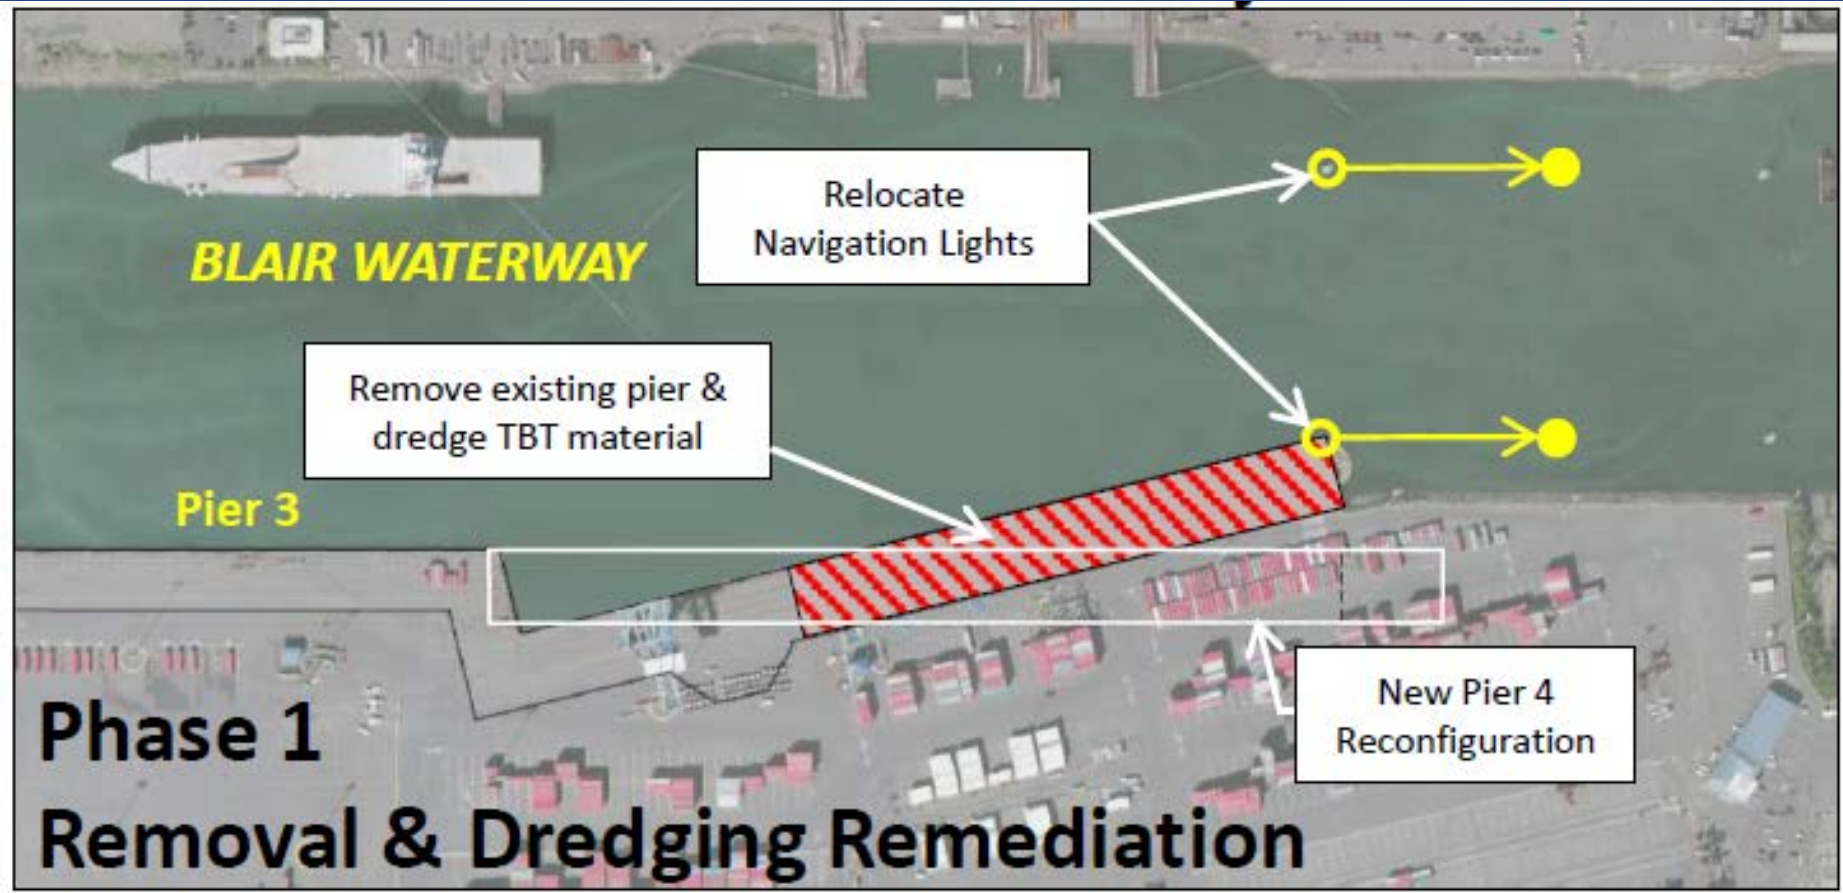 BLAIR WATERWAY
Relocate
Navigation Lights
Remove existing pier &
dredge TBT material
Pier 3
New Pier 4
Reconfiguration
Phase 1
Removal & Dredging Remediation